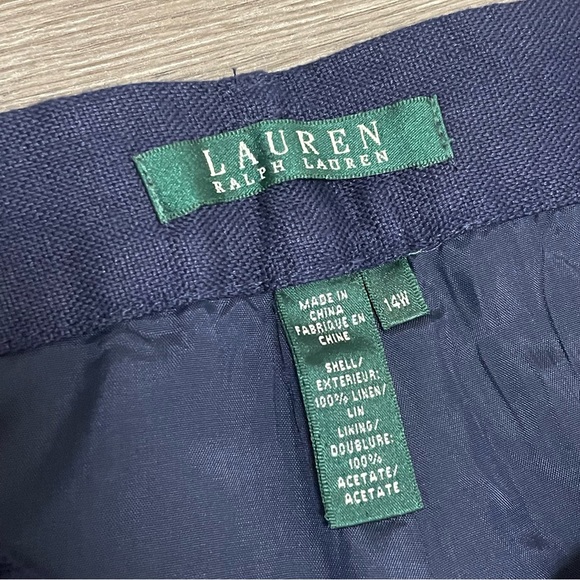 LAUREN
RALPH LAUREN
14W
MADE IN
CHINA
FABRIQUE EN
CHINE
SHELL/
EXTERIEUR:
100% LINEN/
LIN
LINING/
DOUBLURE:
100%
ACETATE/
ACETATE